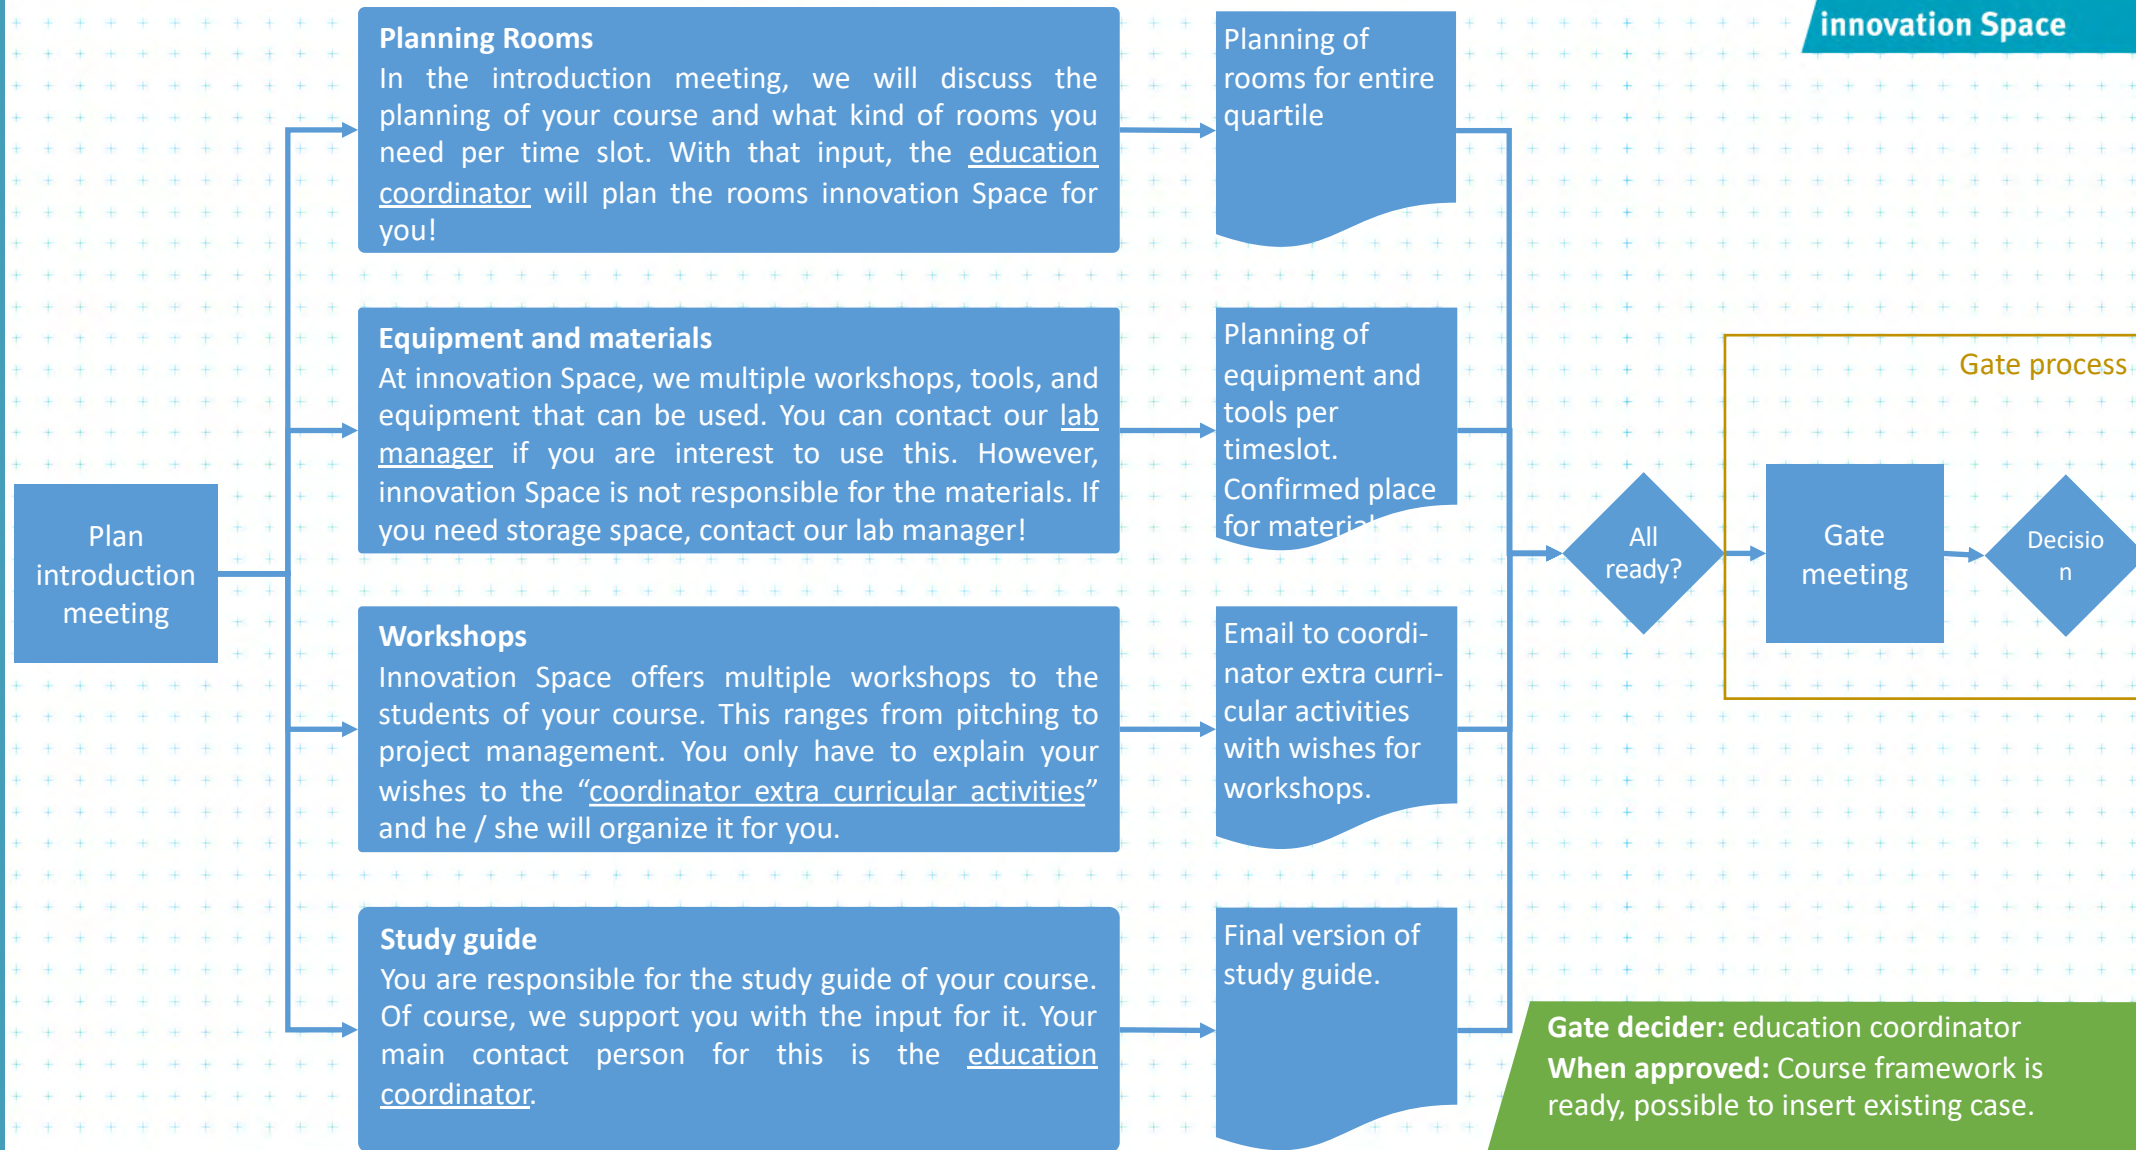 innovation Space
Plan
introduction
meeting
Planning Rooms
In the introduction meeting, we will discuss the
planning of your course and what kind of rooms you
need per time slot. With that input, the education
coordinator will plan the rooms innovation Space for
you!
Planning of
rooms for entire
quartile
Equipment and materials
At innovation Space, we multiple workshops, tools, and
equipment that can be used. You can contact our lab
manager if you are interest to use this. However,
innovation Space is not responsible for the materials. If
you need storage space, contact our lab manager!
Planning of
equipment and
tools per
timeslot.
Confirmed place
for material
Workshops
Innovation Space offers multiple workshops to the
students of your course. This ranges from pitching to
project management. You only have to explain your
wishes to the “coordinator extra curricular activities”
and he / she will organize it for you.
Email to coordi-
nator extra curri-
cular activities
with wishes for
workshops.
Study guide
You are responsible for the study guide of your course.
Of course, we support you with the input for it. Your
main contact person for this is the education
coordinator.
Final version of
study guide.
All
ready?
Gate process
Gate
meeting
Decisio
n
Gate decider: education coordinator
When approved: Course framework is
ready, possible to insert existing case.